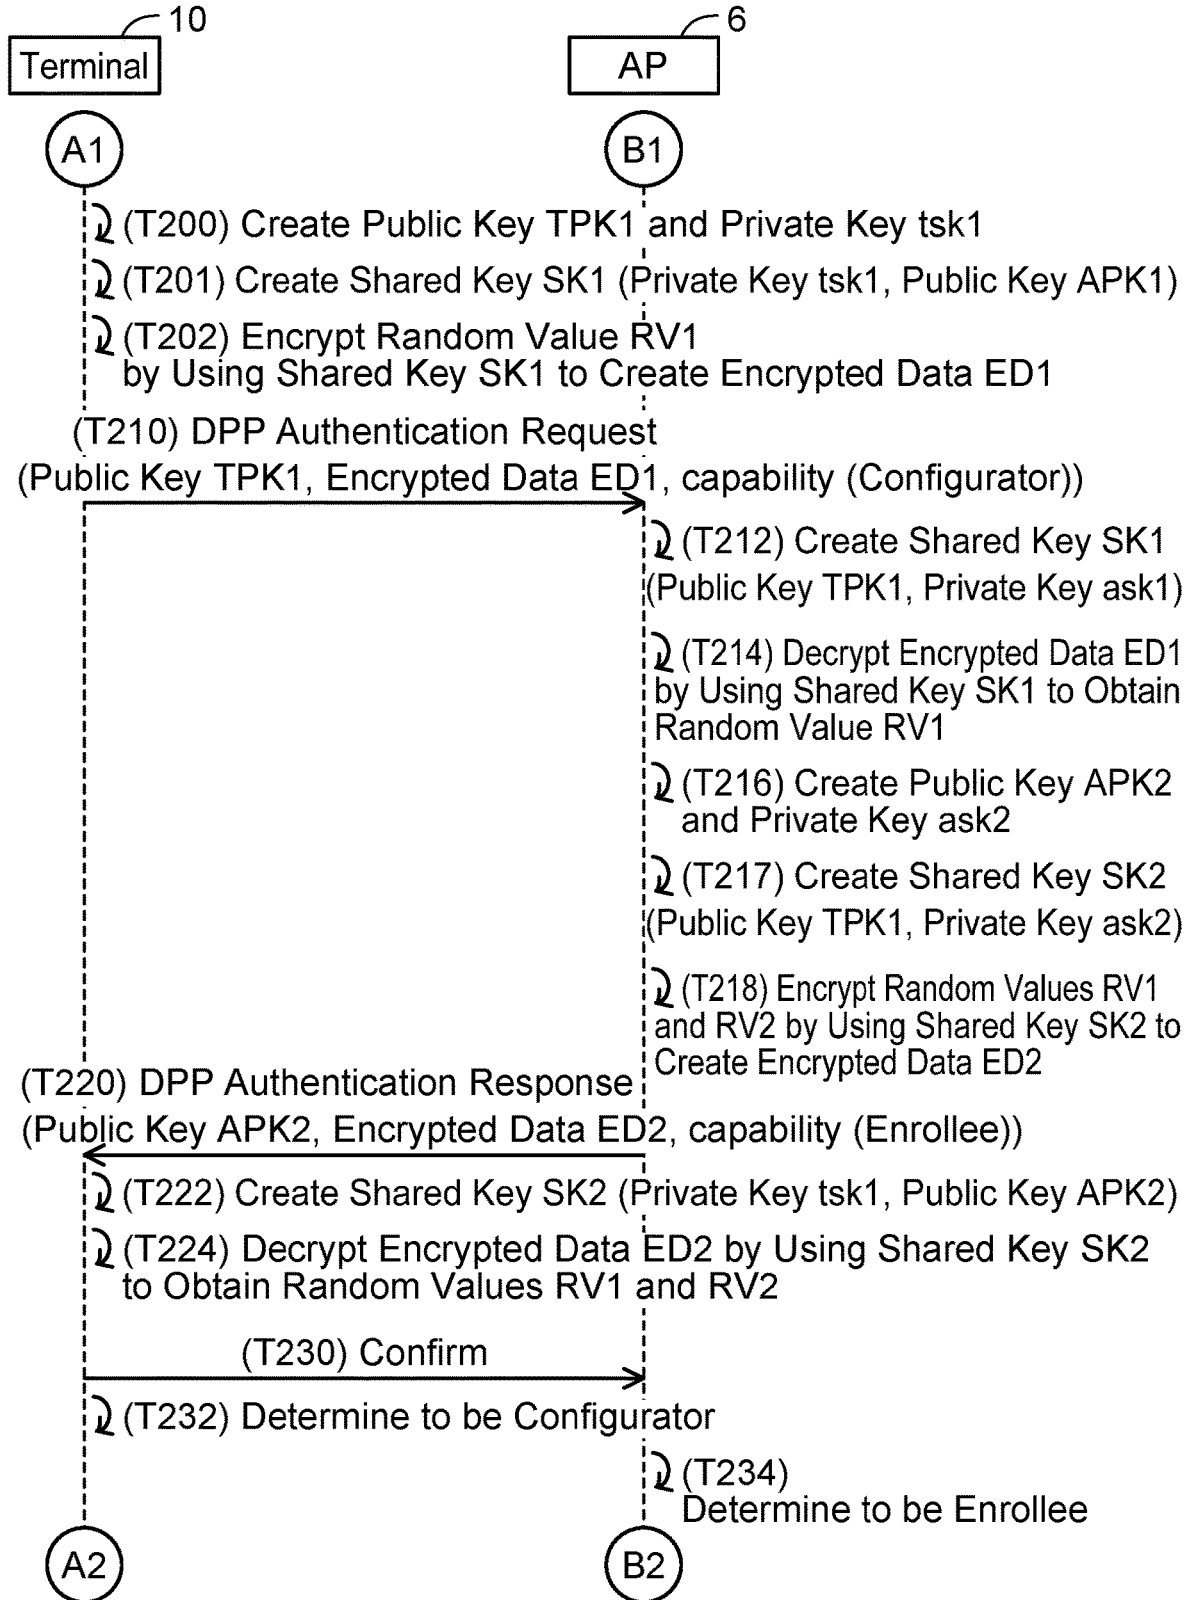 10
6
Terminal
AP
A1
B1
(T200) Create Public Key TPK1 and Private Key tsk1
(T201) Create Shared Key SK1 (Private Key tsk1, Public Key APK1)
(T202) Encrypt Random Value RV1
by Using Shared Key SK1 to Create Encrypted Data ED1
(T210) DPP Authentication Request
(Public Key TPK1, Encrypted Data ED1, capability (Configurator))
(T212) Create Shared Key SK1
(Public Key TPK1, Private Key ask1)
(T214) Decrypt Encrypted Data ED1
by Using Shared Key SK1 to Obtain
Random Value RV1
(T216) Create Public Key APK2
and Private Key ask2
(T217) Create Shared Key SK2
(Public Key TPK1, Private Key ask2)
(T218) Encrypt Random Values RV1
and RV2 by Using Shared Key SK2 to
Create Encrypted Data ED2
(T220) DPP Authentication Response
(Public Key APK2, Encrypted Data ED2, capability (Enrollee))
(T222) Create Shared Key SK2 (Private Key tsk1, Public Key APK2)
(T224) Decrypt Encrypted Data ED2 by Using Shared Key SK2
to Obtain Random Values RV1 and RV2
(T230) Confirm
(T232) Determine to be Configurator
(T234)
Determine to be Enrollee
A2
B2